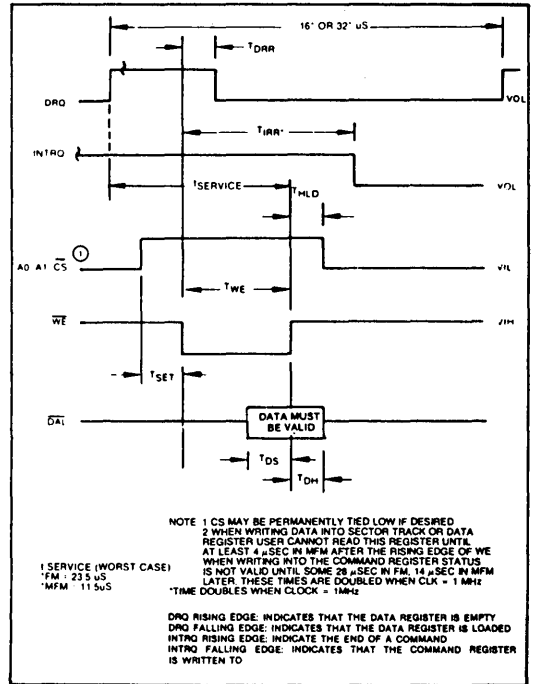 16* OR 32* uS
TDRR
DRQ
VOL
TIRR*
INTRQ
VOL
TSERVICE
THLD
1
A0 A1 CS
VIL
TWE
WE
VIH
TSET
DAL
DATA MUST
BE VALID
TDS
TDH
NOTE 1 CS MAY BE PERMANENTLY TIED LOW IF DESIRED
2 WHEN WRITING DATA INTO SECTOR TRACK OR DATA
REGISTER USER CANNOT READ THIS REGISTER UNTIL
AT LEAST 4 µSEC IN MFM AFTER THE RISING EDGE OF WE
WHEN WRITING INTO THE COMMAND REGISTER STATUS
IS NOT VALID UNTIL SOME 28 µSEC IN FM, 14 µSEC IN MFM
LATER. THESE TIMES ARE DOUBLED WHEN CLK = 1 MHz
*TIME DOUBLES WHEN CLOCK = 1MHz
SERVICE (WORST CASE)
*FM : 23 5 uS
*MFM 11 5uS
DRQ RISING EDGE: INDICATES THAT THE DATA REGISTER IS EMPTY
DRQ FALLING EDGE: INDICATES THAT THE DATA REGISTER IS LOADED
INTRQ RISING EDGE: INDICATE THE END OF A COMMAND
INTRQ FALLING EDGE: INDICATES THAT THE COMMAND REGISTER
IS WRITTEN TO